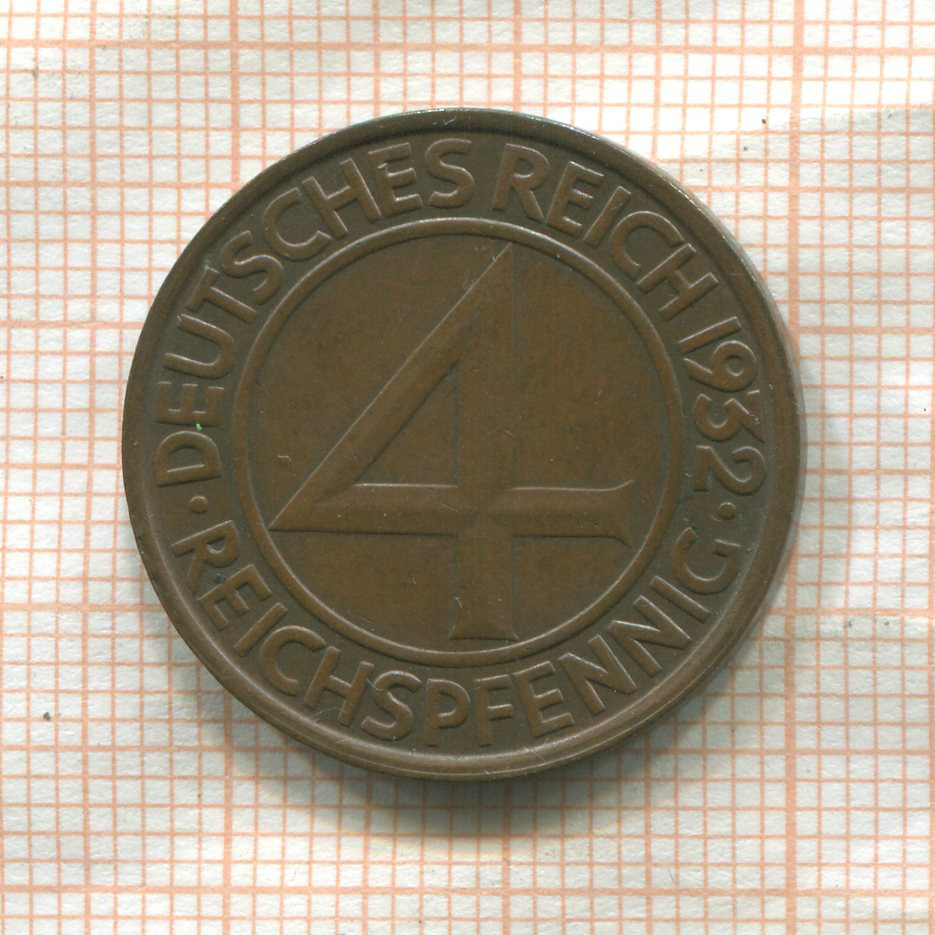 DEUTSCHES REICH 1932
· REICHSPFENNIG ·
4